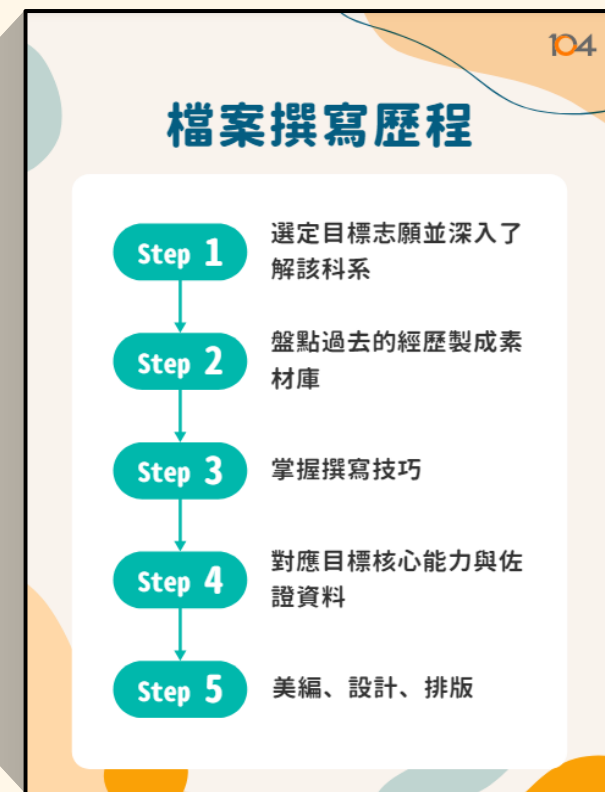 104
檔案撰寫歷程
Step 1
選定目標志願並深入了
解該科系
Step 2
盤點過去的經歷製成素
材庫
Step 3
掌握撰寫技巧
Step 4
對應目標核心能力與佐
證資料
Step 5
美編、設計、排版